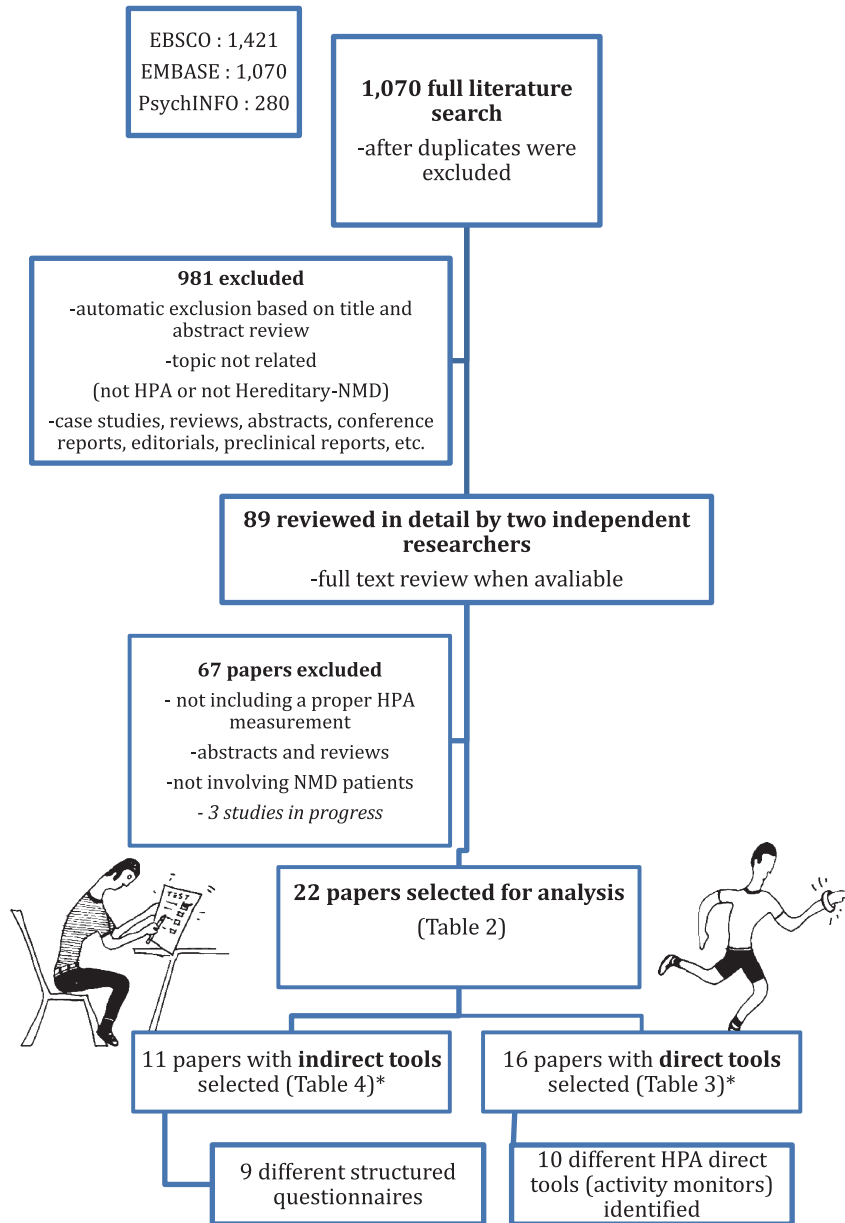 EBSCO : 1,421
EMBASE : 1,070
PsychINFO : 280
1,070 full literature
search
-after duplicates were
excluded
981 excluded
-automatic exclusion based on title and
abstract review
-topic not related
(not HPA or not Hereditary-NMD)
-case studies, reviews, abstracts, conference
reports, editorials, preclinical reports, etc.
89 reviewed in detail by two independent
researchers
-full text review when avaliable
67 papers excluded
- not including a proper HPA
measurement
-abstracts and reviews
-not involving NMD patients
- 3 studies in progress
TEST
22 papers selected for analysis
(Table 2)
11 papers with indirect tools
selected (Table 4)*
16 papers with direct tools
selected (Table 3)*
9 different structured
questionnaires
10 different HPA direct
tools (activity monitors)
identified